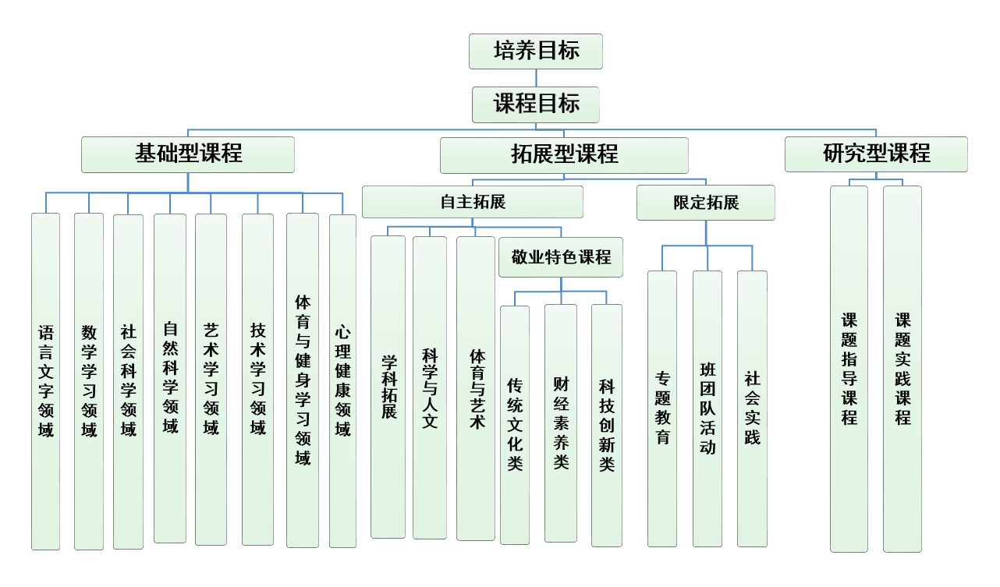 培养目标
课程目标
基础型课程
拓展型课程
研究型课程
自主拓展
限定拓展
敬业特色课程
语言文字领域
数学学习领域
社会科学领域
自然科学领域
艺术学习领域
技术学习领域
体育与健身学习领域
心理健康领域
学科拓展
科学与人文
体育与艺术
传统文化类
财经素养类
科技创新类
专题教育
班团队活动
社会实践
课题指导课程
课题实践课程